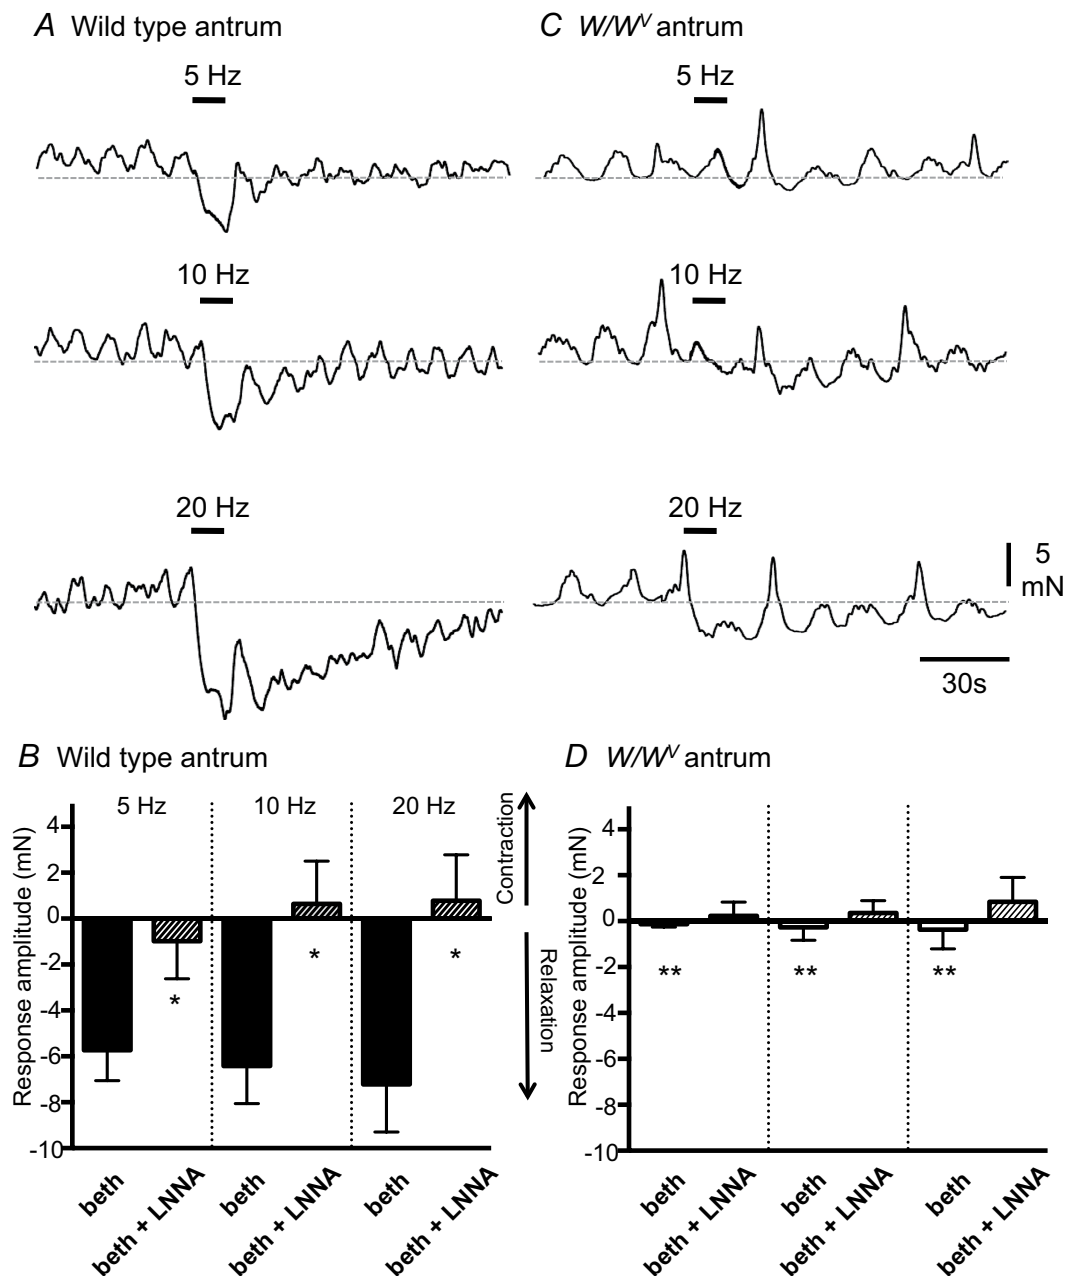 A Wild type antrum
5 Hz
10 Hz
20 Hz
C W/Wᵛ antrum
5 Hz
10 Hz
20 Hz
5
mN
30s
B Wild type antrum
5 Hz
10 Hz
20 Hz
Response amplitude (mN)
4
2
0
-2
-4
-6
-8
-10
*
*
*
beth
beth + LNNA
beth
beth + LNNA
beth
beth + LNNA
Contraction
Relaxation
D W/Wᵛ antrum
Response amplitude (mN)
4
2
0
-2
-4
-6
-8
-10
**
**
**
beth
beth + LNNA
beth
beth + LNNA
beth
beth + LNNA